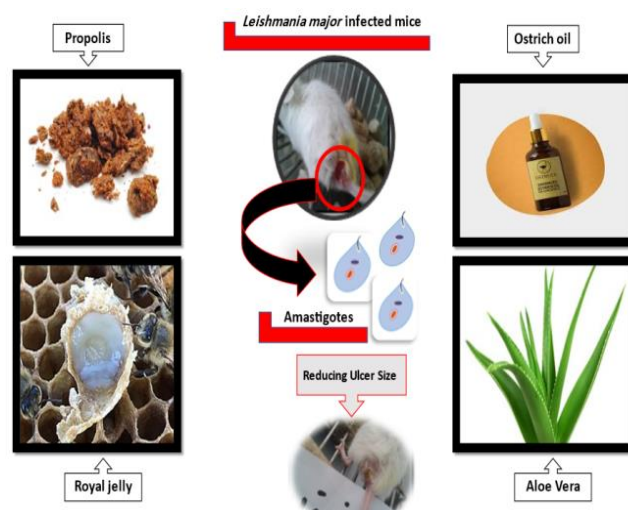 Propolis
Leishmania major infected mice
Ostrich oil
Amastigotes
Reducing Ulcer Size
Royal jelly
Aloe Vera